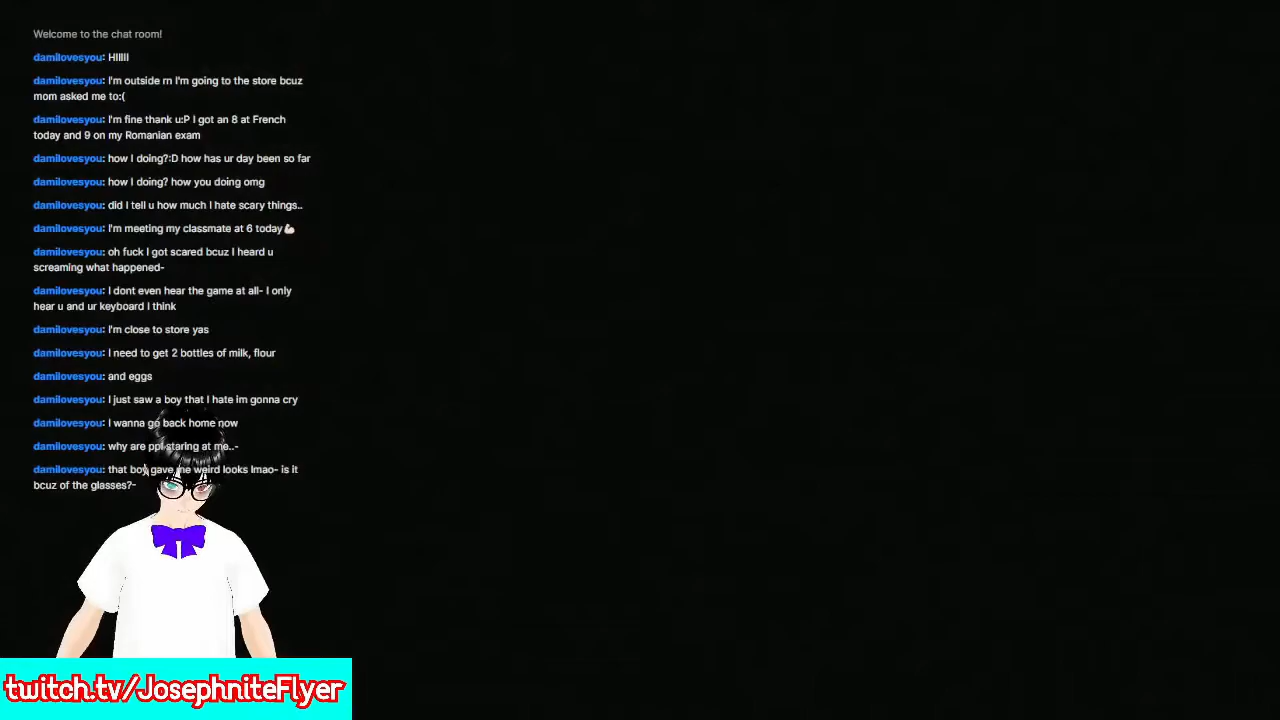 Welcome to the chat room!
damilovesyou: HIIIII
damilovesyou: I'm outside rn I'm going to the store bcuz
mom asked me to:(
damilovesyou: I'm fine thank u:P I got an 8 at French
today and 9 on my Romanian exam
damilovesyou: how I doing?:D how has ur day been so far
damilovesyou: how I doing? how you doing omg
damilovesyou: did I tell u how much I hate scary things..
damilovesyou: I'm meeting my classmate at 6 today💪🏻
damilovesyou: oh fuck I got scared bcuz I heard u
screaming what happened-
damilovesyou: I dont even hear the game at all- I only
hear u and ur keyboard I think
damilovesyou: I'm close to store yas
damilovesyou: I need to get 2 bottles of milk, flour
damilovesyou: and eggs
damilovesyou: I just saw a boy that I hate im gonna cry
damilovesyou: I wanna go back home now
damilovesyou: why are ppl staring at me..-
damilovesyou: that boy gave me weird looks lmao- is it
bcuz of the glasses?-
twitch.tv/JosephniteFlyer